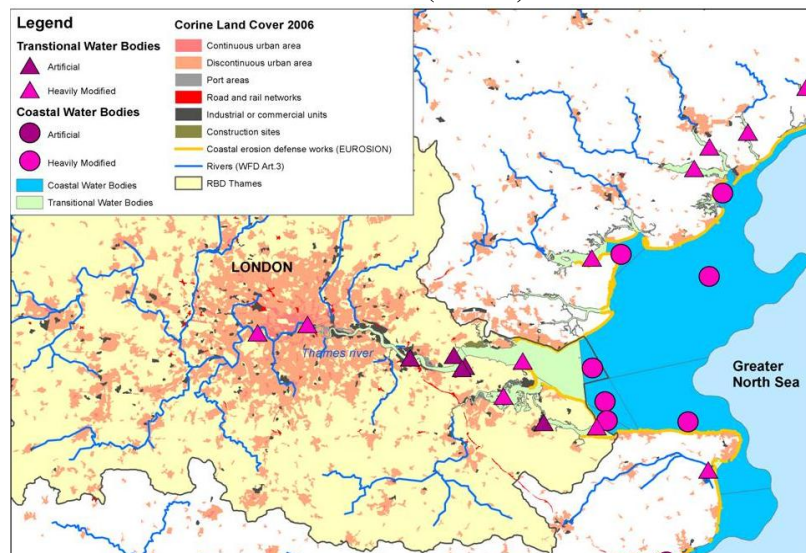 Legend
Transtional Water Bodies
Artificial
Heavily Modified
Coastal Water Bodies
Artificial
Heavily Modified
Coastal Water Bodies
Transitional Water Bodies
Corine Land Cover 2006
Continuous urban area
Discontinuous urban area
Port areas
Road and rail networks
Industrial or commercial units
Construction sites
Coastal erosion defense works (EUROSION)
Rivers (WFD Art.3)
RBD Thames
LONDON
Thames river
Greater
North Sea